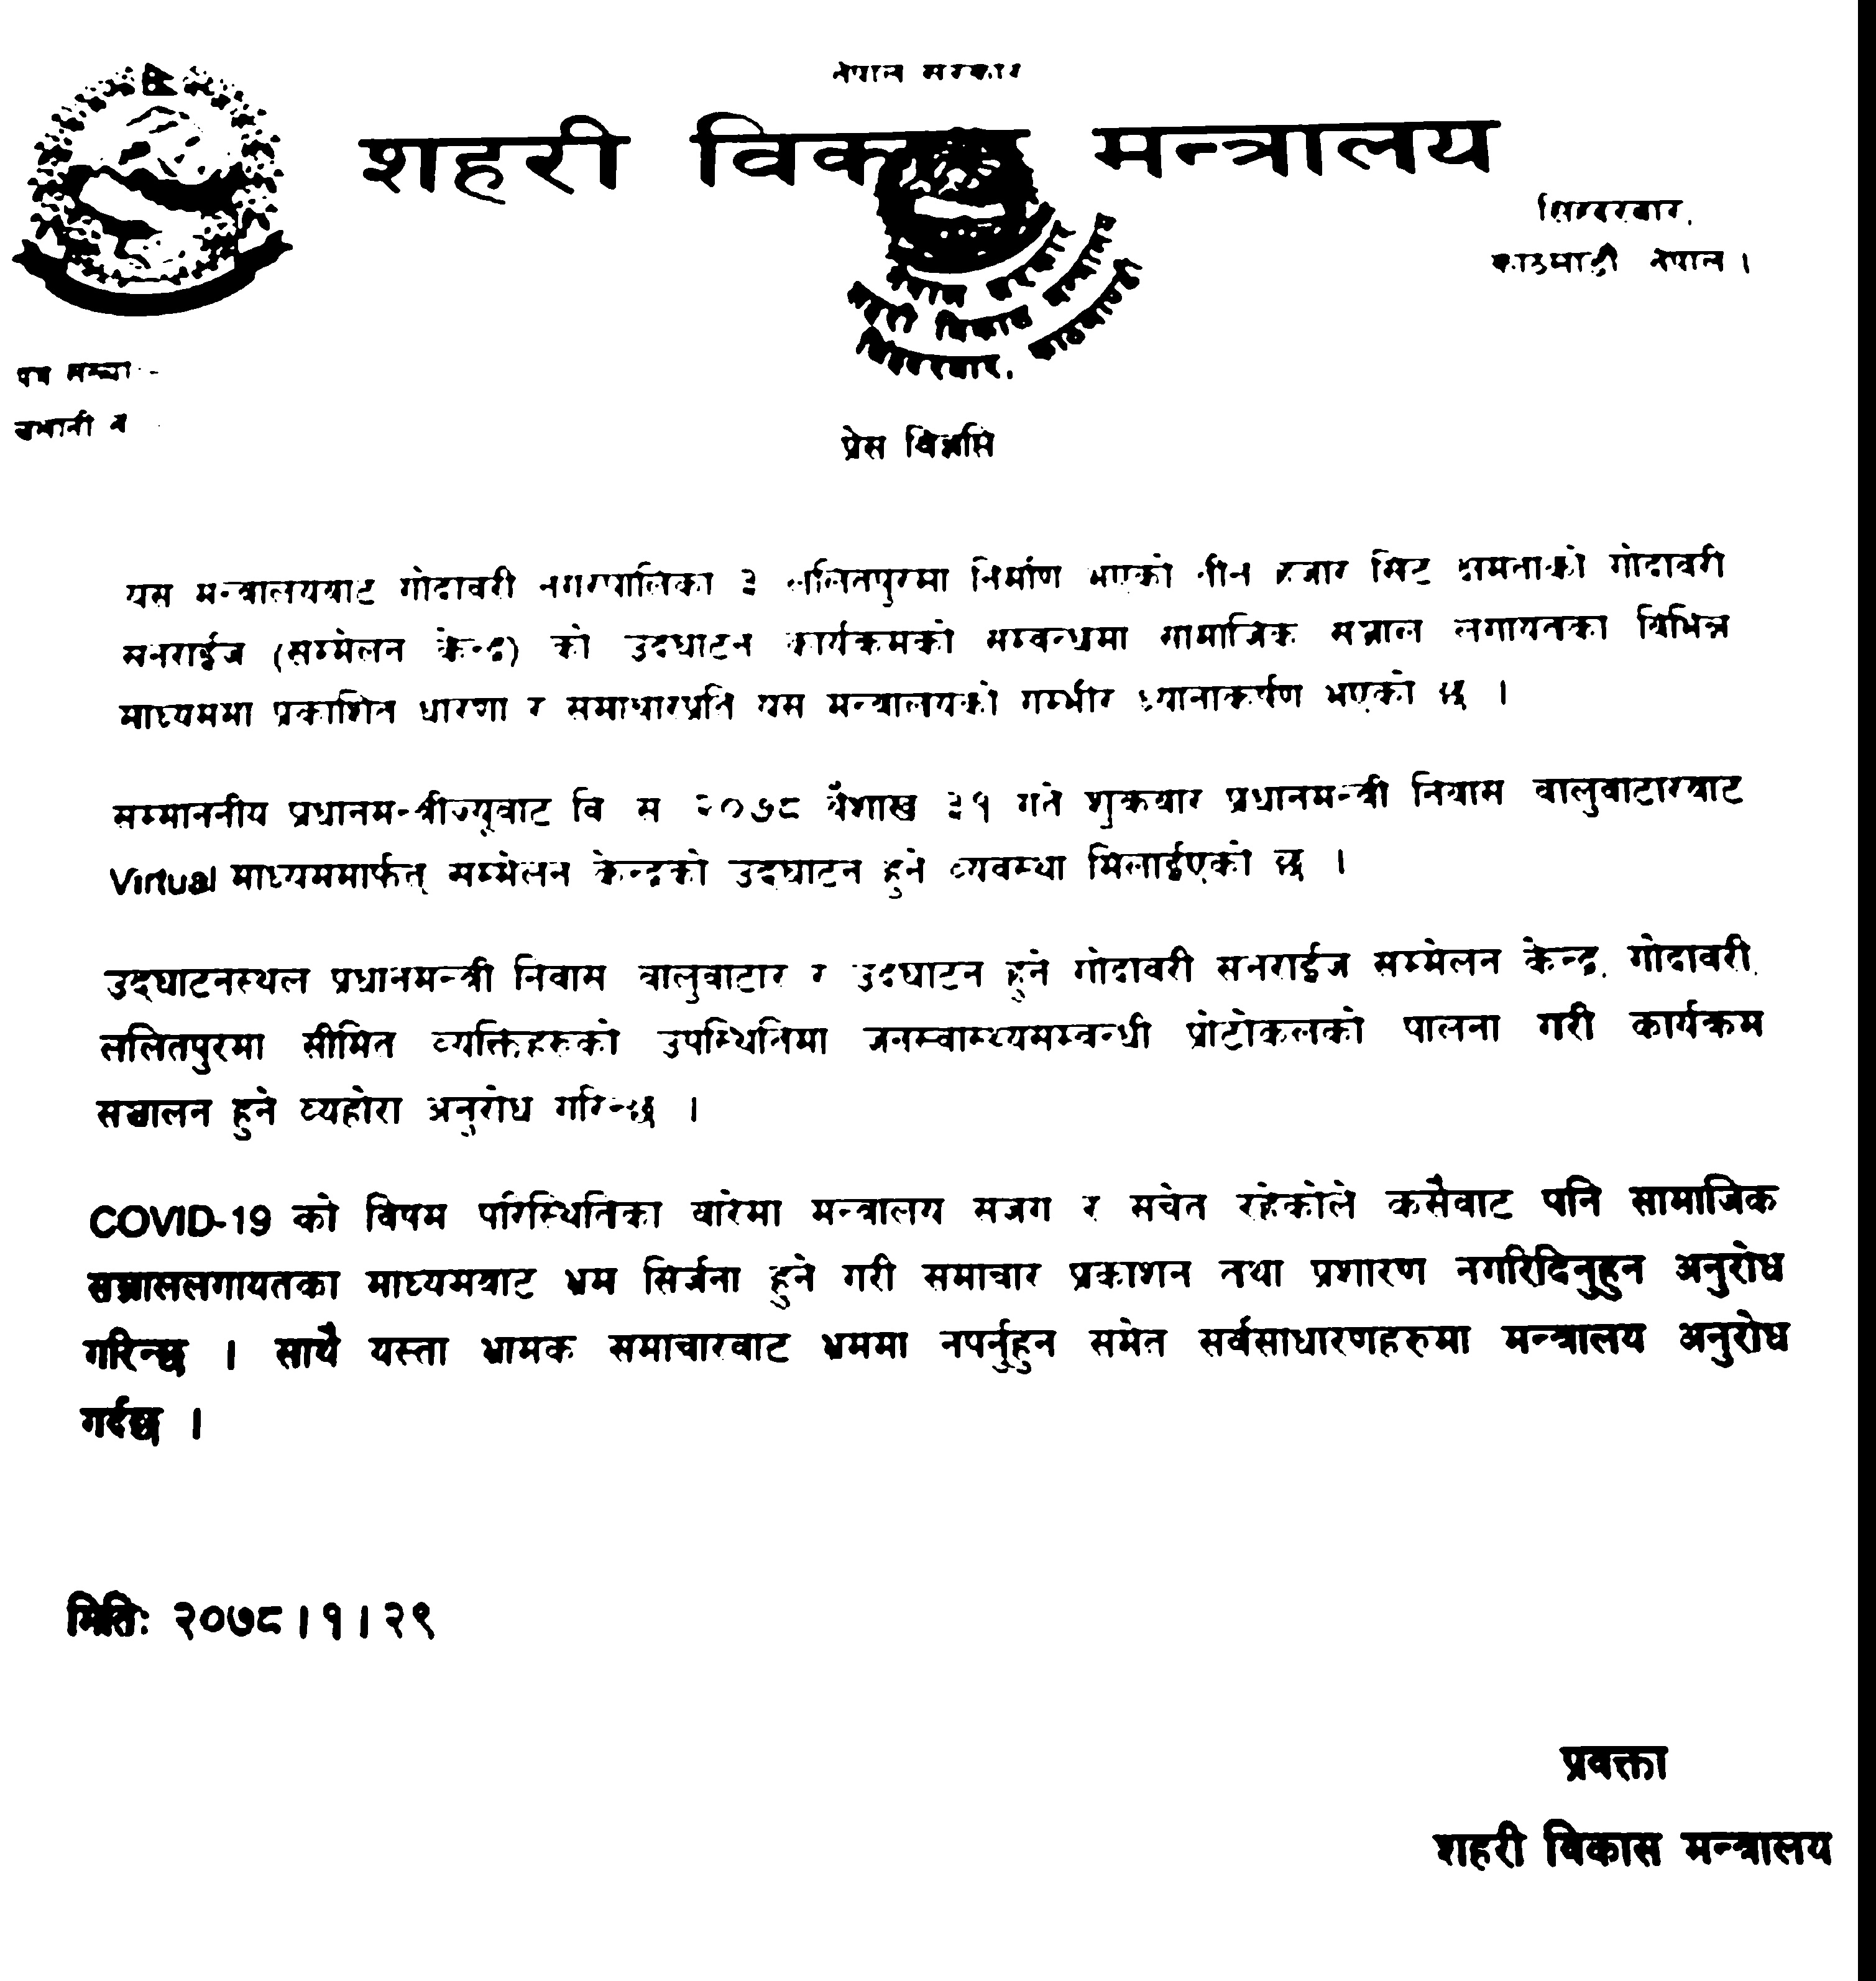 नेपाल सरकार
शहरी विकास मन्त्रालय
सिंहदरबार,
काठमाडौं नेपाल ।
नेपाल सरकार
शहरी विकास मन्त्रालय
सिंहदरबार, काठमाडौं
पत्र संख्या :-
चलानी नं
प्रेस विज्ञप्ति
यस मन्त्रालयबाट गोदावरी नगरपालिका ३ ललितपुरमा निर्माण भएको तीन हजार सिट क्षमताको गोदावरी
सनराईज (सम्मेलन केन्द्र) को उदघाटन कार्यक्रमको सम्बन्धमा सामाजिक सञ्जाल लगायतका विभिन्न
माध्यममा प्रकाशित धारणा र समाचारप्रति यस मन्त्रालयको गम्भीर ध्यानाकर्षण भएको छ ।
सम्माननीय प्रधानमन्त्रीज्यूबाट वि स २०७८ बैशाख ३१ गते शुक्रबार प्रधानमन्त्री निवास बालुवाटारबाट
Virtual माध्यममार्फत् सम्मेलन केन्द्रको उदघाटन हुने व्यवस्था मिलाईएको छ ।
उद्घाटनस्थल प्रधानमन्त्री निवास बालुवाटार र उदघाटन हुने गोदावरी सनराईज सम्मेलन केन्द्र, गोदावरी,
ललितपुरमा सीमित व्यक्तिहरुको उपस्थितिमा जनस्वास्थ्यसम्बन्धी प्रोटोकलको पालना गरी कार्यक्रम
सञ्चालन हुने व्यहोरा अनुरोध गरिन्छ ।
COVID-19 को विषम परिस्थितिका बारेमा मन्त्रालय सजग र सचेत रहेकोले कसैबाट पनि सामाजिक
सञ्जाललगायतका माध्यमबाट भ्रम सिर्जना हुने गरी समाचार प्रकाशन तथा प्रशारण नगरिदिनुहुन अनुरोध
गरिन्छ । साथै यस्ता भ्रामक समाचारबाट भ्रममा नपर्नुहुन समेत सर्वसाधारणहरुमा मन्त्रालय अनुरोध
गर्दछ ।
मिति: २०७८।१।२९
प्रवक्ता
शहरी विकास मन्त्रालय